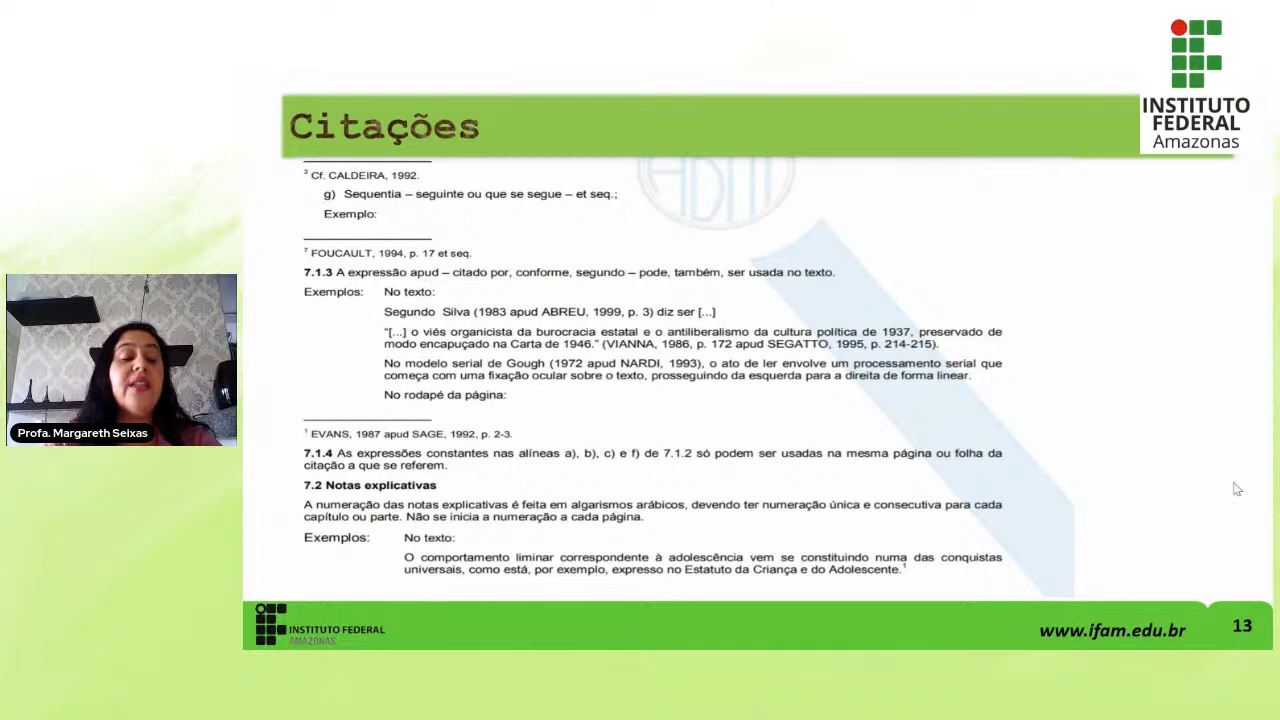 INSTITUTO
FEDERAL
Amazonas
Citações
ABNT
³ Cf. CALDEIRA, 1992.
g) Sequentia – seguinte ou que se segue – et seq.;
Exemplo:
⁷ FOUCAULT, 1994, p. 17 et seq.
7.1.3 A expressão apud – citado por, conforme, segundo – pode, também, ser usada no texto.
Exemplos: No texto:
Segundo Silva (1983 apud ABREU, 1999, p. 3) diz ser [...]
"[...] o viés organicista da burocracia estatal e o antiliberalismo da cultura política de 1937, preservado de
modo encapuçado na Carta de 1946." (VIANNA, 1986, p. 172 apud SEGATTO, 1995, p. 214-215).
No modelo serial de Gough (1972 apud NARDI, 1993), o ato de ler envolve um processamento serial que
começa com uma fixação ocular sobre o texto, prosseguindo da esquerda para a direita de forma linear.
No rodapé da página:
¹ EVANS, 1987 apud SAGE, 1992, p. 2-3.
7.1.4 As expressões constantes nas alíneas a), b), c) e f) de 7.1.2 só podem ser usadas na mesma página ou folha da
citação a que se referem.
7.2 Notas explicativas
A numeração das notas explicativas é feita em algarismos arábicos, devendo ter numeração única e consecutiva para cada
capítulo ou parte. Não se inicia a numeração a cada página.
Exemplos: No texto:
O comportamento liminar correspondente à adolescência vem se constituindo numa das conquistas
universais, como está, por exemplo, expresso no Estatuto da Criança e do Adolescente.¹
Profa. Margareth Seixas
INSTITUTO FEDERAL
AMAZONAS
www.ifam.edu.br
13